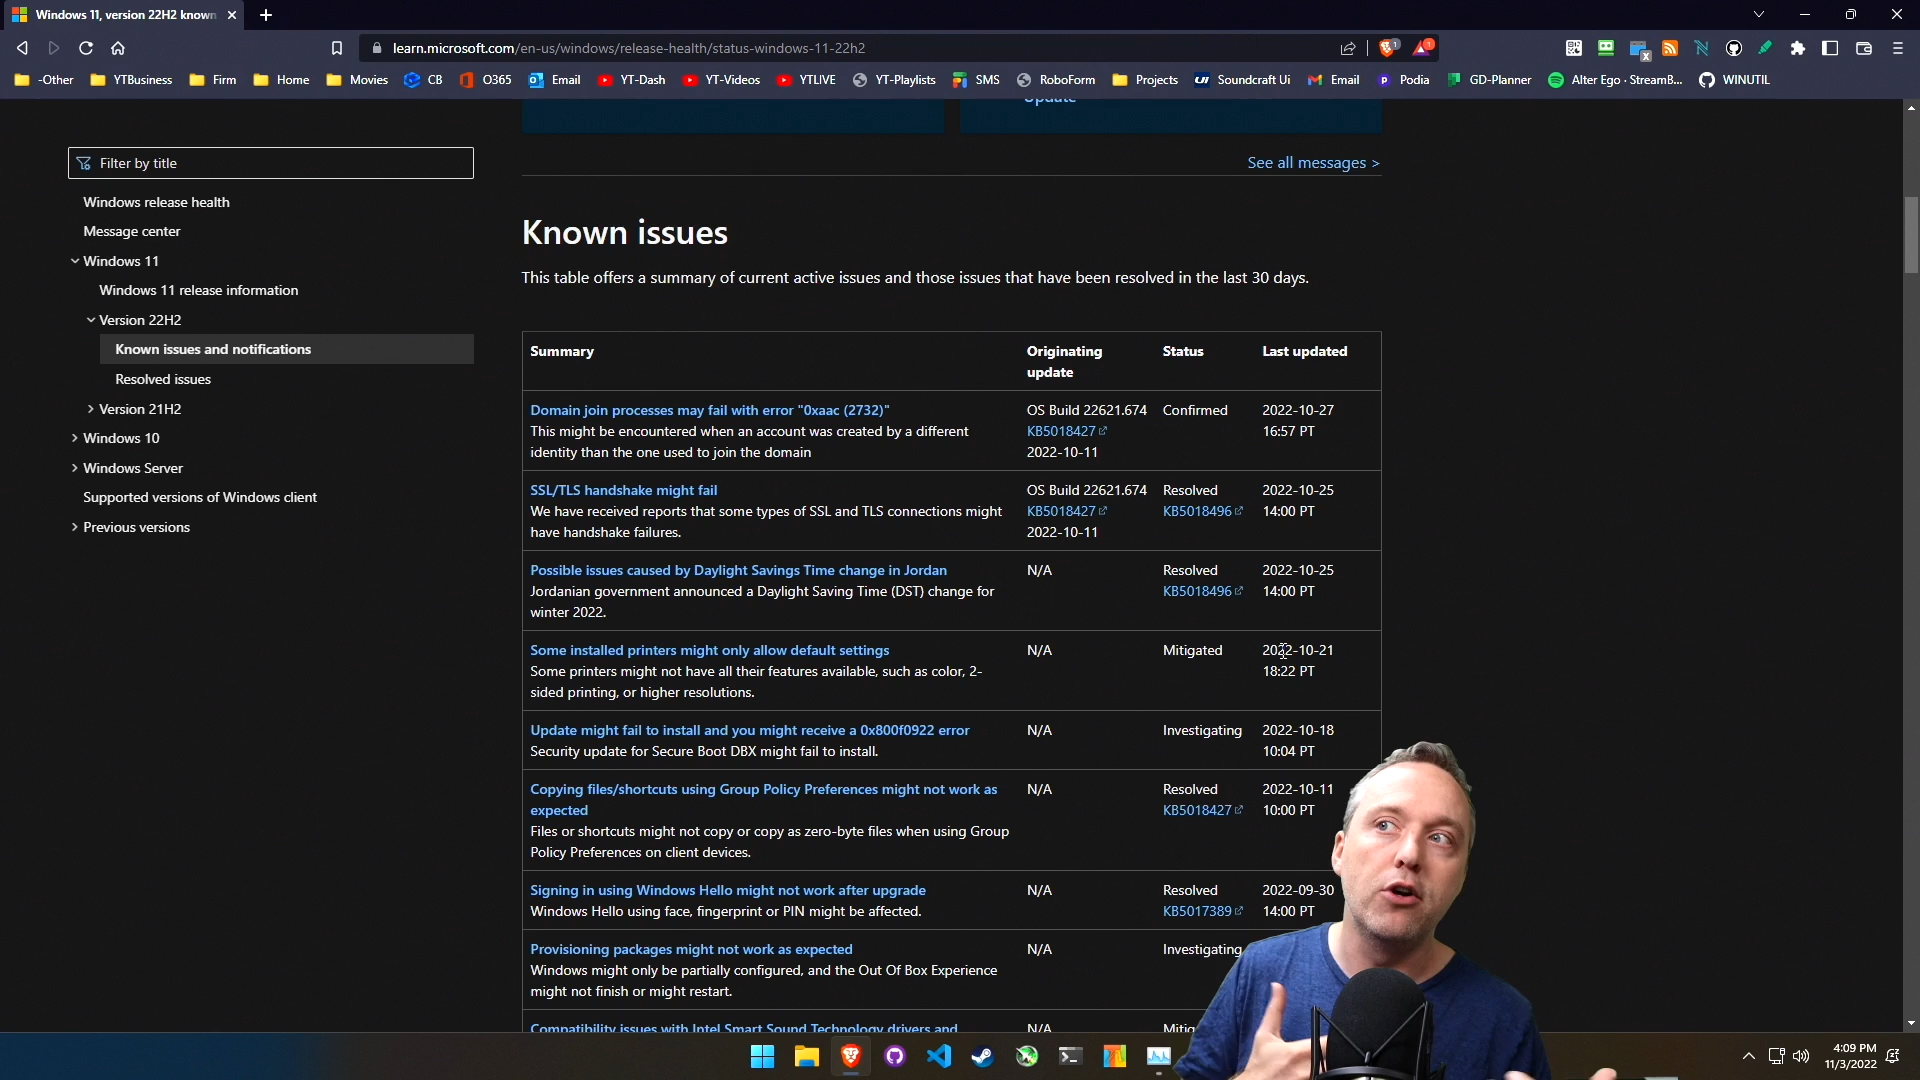 Windows 11, version 22H2 known
learn.microsoft.com/en-us/windows/release-health/status-windows-11-22h2
1
1
X
-Other
YTBusiness
Firm
Home
Movies
CB
O365
Email
YT-Dash
YT-Videos
YTLIVE
YT-Playlists
SMS
RoboForm
Projects
Soundcraft Ui
Email
Podia
GD-Planner
Alter Ego · StreamB...
WINUTIL
Update
See all messages >
Filter by title
Windows release health
Message center
Windows 11
Windows 11 release information
Version 22H2
Known issues and notifications
Resolved issues
Version 21H2
Windows 10
Windows Server
Supported versions of Windows client
Previous versions
Known issues
This table offers a summary of current active issues and those issues that have been resolved in the last 30 days.
Summary
Originating
update
Status
Last updated
Domain join processes may fail with error "0xaac (2732)"
This might be encountered when an account was created by a different
identity than the one used to join the domain
OS Build 22621.674
KB5018427
2022-10-11
Confirmed
2022-10-27
16:57 PT
SSL/TLS handshake might fail
We have received reports that some types of SSL and TLS connections might
have handshake failures.
OS Build 22621.674
KB5018427
2022-10-11
Resolved
KB5018496
2022-10-25
14:00 PT
Possible issues caused by Daylight Savings Time change in Jordan
Jordanian government announced a Daylight Saving Time (DST) change for
winter 2022.
N/A
Resolved
KB5018496
2022-10-25
14:00 PT
Some installed printers might only allow default settings
Some printers might not have all their features available, such as color, 2-
sided printing, or higher resolutions.
N/A
Mitigated
2022-10-21
18:22 PT
Update might fail to install and you might receive a 0x800f0922 error
Security update for Secure Boot DBX might fail to install.
N/A
Investigating
2022-10-18
10:04 PT
Copying files/shortcuts using Group Policy Preferences might not work as
expected
Files or shortcuts might not copy or copy as zero-byte files when using Group
Policy Preferences on client devices.
N/A
Resolved
KB5018427
2022-10-11
10:00 PT
Signing in using Windows Hello might not work after upgrade
Windows Hello using face, fingerprint or PIN might be affected.
N/A
Resolved
KB5017389
2022-09-30
14:00 PT
Provisioning packages might not work as expected
Windows might only be partially configured, and the Out Of Box Experience
might not finish or might restart.
N/A
Investigating
Compatibility issues with Intel Smart Sound Technology drivers and
N/A
Mitig
4:09 PM
11/3/2022